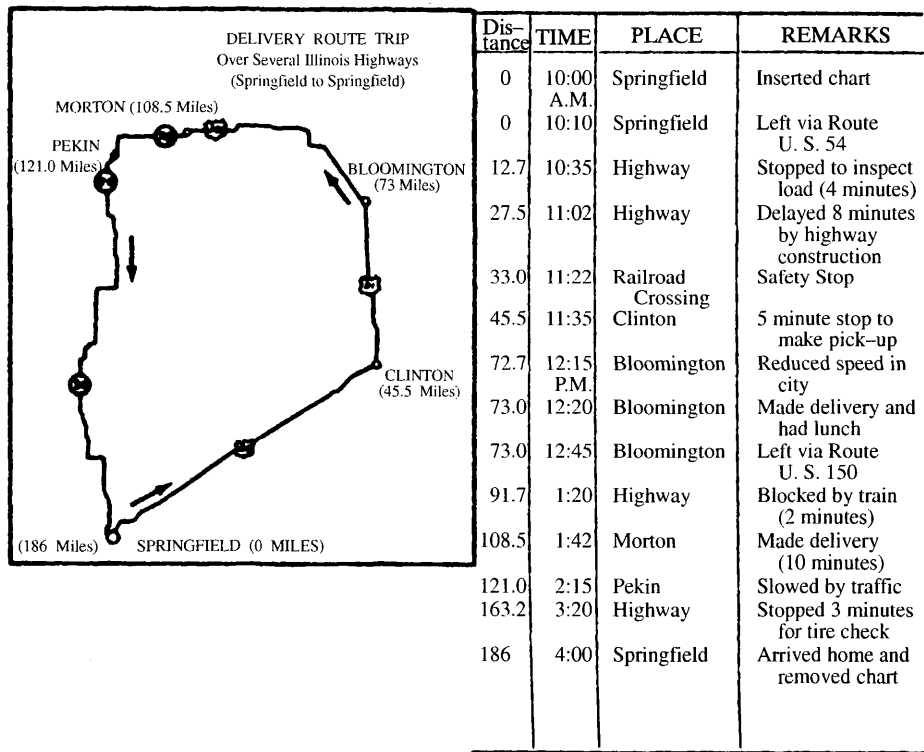 DELIVERY ROUTE TRIP
Over Several Illinois Highways
(Springfield to Springfield)
MORTON (108.5 Miles)
PEKIN
(121.0 Miles)
BLOOMINGTON
(73 Miles)
CLINTON
(45.5 Miles)
(186 Miles)
SPRINGFIELD (0 MILES)
Dis–
tance TIME PLACE REMARKS
0 10:00 Springfield Inserted chart
A.M.
0 10:10 Springfield Left via Route
U. S. 54
12.7 10:35 Highway Stopped to inspect
load (4 minutes)
27.5 11:02 Highway Delayed 8 minutes
by highway
construction
33.0 11:22 Railroad Safety Stop
Crossing
45.5 11:35 Clinton 5 minute stop to
make pick–up
72.7 12:15 Bloomington Reduced speed in
P.M. city
73.0 12:20 Bloomington Made delivery and
had lunch
73.0 12:45 Bloomington Left via Route
U. S. 150
91.7 1:20 Highway Blocked by train
(2 minutes)
108.5 1:42 Morton Made delivery
(10 minutes)
121.0 2:15 Pekin Slowed by traffic
163.2 3:20 Highway Stopped 3 minutes
for tire check
186 4:00 Springfield Arrived home and
removed chart